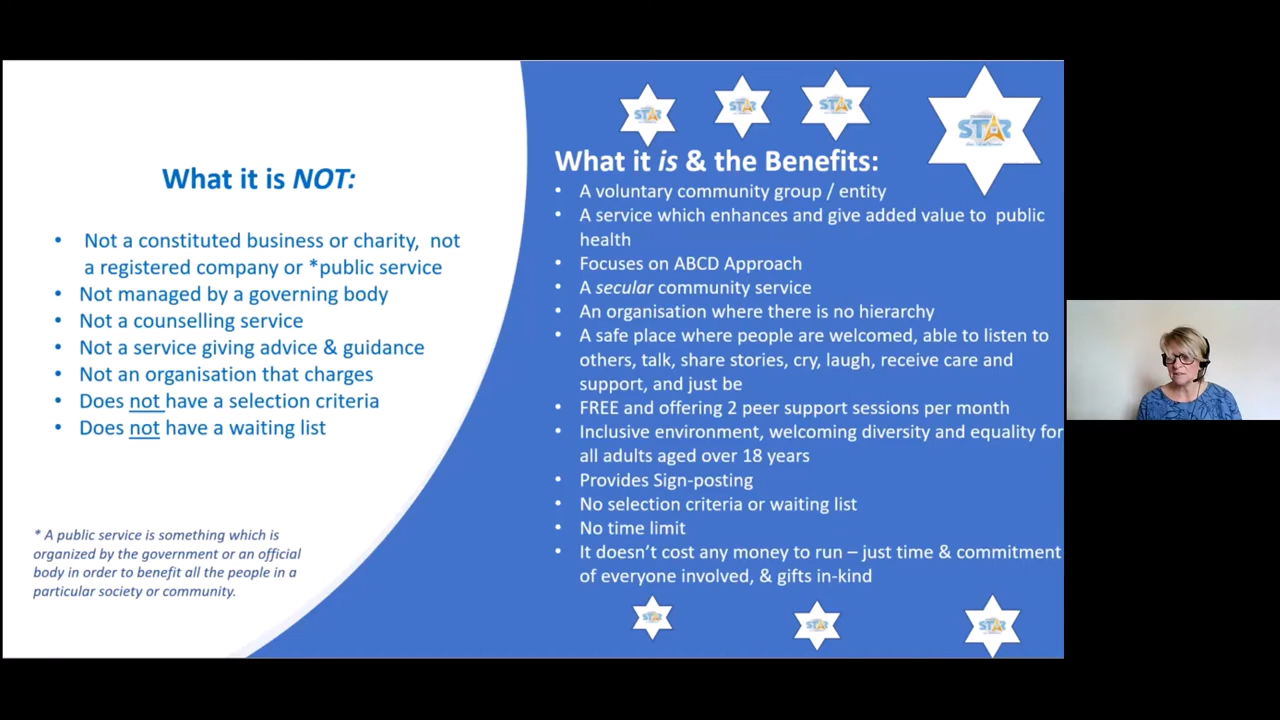 What it is NOT:
• Not a constituted business or charity, not
a registered company or *public service
• Not managed by a governing body
• Not a counselling service
• Not a service giving advice & guidance
• Not an organisation that charges
• Does not have a selection criteria
• Does not have a waiting list
* A public service is something which is
organized by the government or an official
body in order to benefit all the people in a
particular society or community.
STAR
STAR
STAR
STAR
What it is & the Benefits:
• A voluntary community group / entity
• A service which enhances and give added value to public
health
• Focuses on ABCD Approach
• A secular community service
• An organisation where there is no hierarchy
• A safe place where people are welcomed, able to listen to
others, talk, share stories, cry, laugh, receive care and
support, and just be
• FREE and offering 2 peer support sessions per month
• Inclusive environment, welcoming diversity and equality for
all adults aged over 18 years
• Provides Sign-posting
• No selection criteria or waiting list
• No time limit
• It doesn't cost any money to run – just time & commitment
of everyone involved, & gifts in-kind
STAR
STAR
STAR